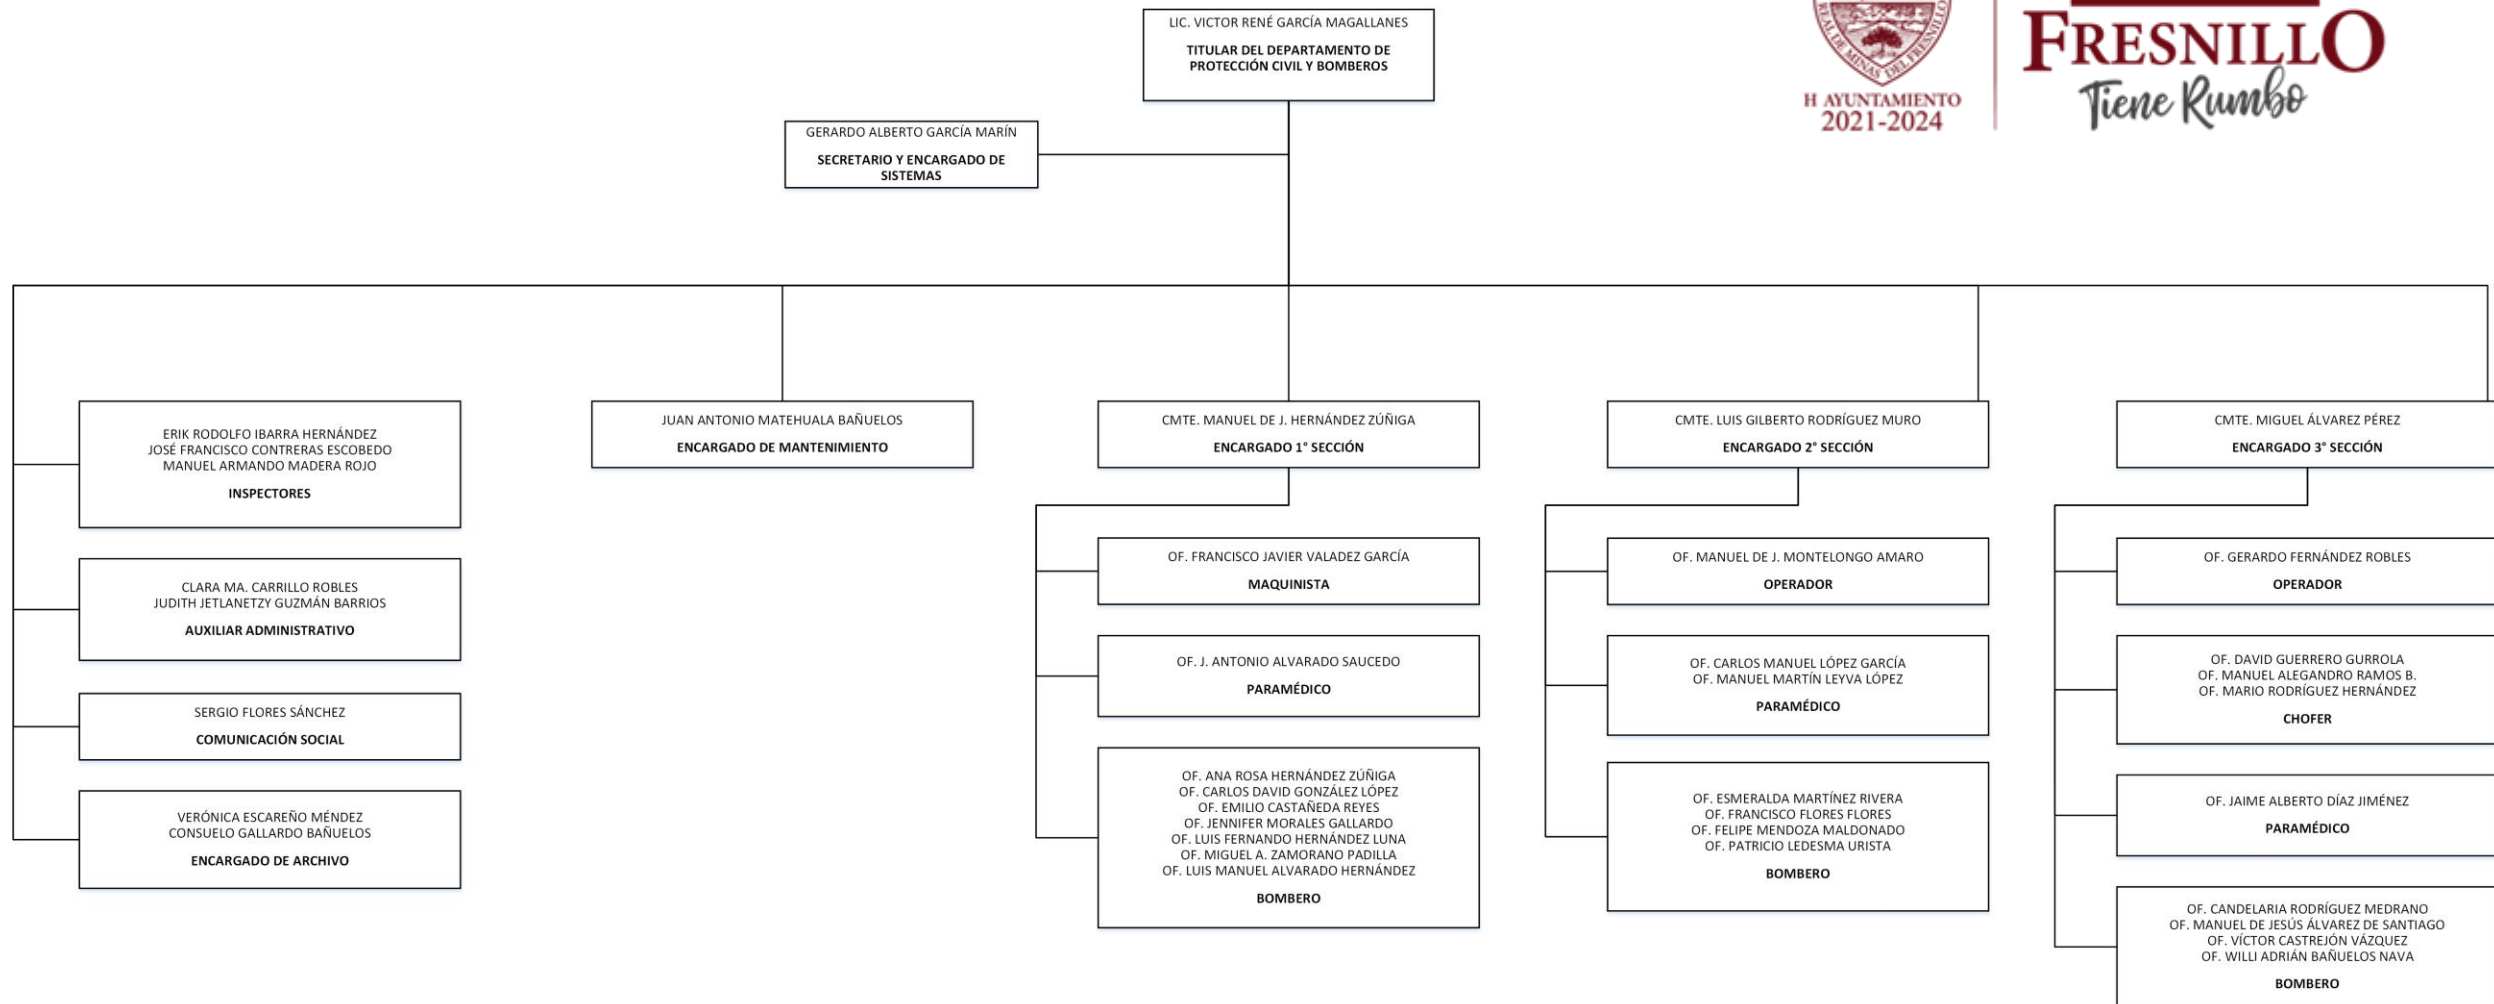 LIC. VICTOR RENÉ GARCÍA MAGALLANES
TITULAR DEL DEPARTAMENTO DE
PROTECCIÓN CIVIL Y BOMBEROS
REAL DE MINAS DEL FRESNILLO
H AYUNTAMIENTO
2021-2024
FRESNILLO
Tiene Rumbo
GERARDO ALBERTO GARCÍA MARÍN
SECRETARIO Y ENCARGADO DE
SISTEMAS
ERIK RODOLFO IBARRA HERNÁNDEZ
JOSÉ FRANCISCO CONTRERAS ESCOBEDO
MANUEL ARMANDO MADERA ROJO
INSPECTORES
CLARA MA. CARRILLO ROBLES
JUDITH JETLANETZY GUZMÁN BARRIOS
AUXILIAR ADMINISTRATIVO
SERGIO FLORES SÁNCHEZ
COMUNICACIÓN SOCIAL
VERÓNICA ESCAREÑO MÉNDEZ
CONSUELO GALLARDO BAÑUELOS
ENCARGADO DE ARCHIVO
JUAN ANTONIO MATEHUALA BAÑUELOS
ENCARGADO DE MANTENIMIENTO
CMTE. MANUEL DE J. HERNÁNDEZ ZÚÑIGA
ENCARGADO 1° SECCIÓN
OF. FRANCISCO JAVIER VALADEZ GARCÍA
MAQUINISTA
OF. J. ANTONIO ALVARADO SAUCEDO
PARAMÉDICO
OF. ANA ROSA HERNÁNDEZ ZÚÑIGA
OF. CARLOS DAVID GONZÁLEZ LÓPEZ
OF. EMILIO CASTAÑEDA REYES
OF. JENNIFER MORALES GALLARDO
OF. LUIS FERNANDO HERNÁNDEZ LUNA
OF. MIGUEL A. ZAMORANO PADILLA
OF. LUIS MANUEL ALVARADO HERNÁNDEZ
BOMBERO
CMTE. LUIS GILBERTO RODRÍGUEZ MURO
ENCARGADO 2° SECCIÓN
OF. MANUEL DE J. MONTELONGO AMARO
OPERADOR
OF. CARLOS MANUEL LÓPEZ GARCÍA
OF. MANUEL MARTÍN LEYVA LÓPEZ
PARAMÉDICO
OF. ESMERALDA MARTÍNEZ RIVERA
OF. FRANCISCO FLORES FLORES
OF. FELIPE MENDOZA MALDONADO
OF. PATRICIO LEDESMA URISTA
BOMBERO
CMTE. MIGUEL ÁLVAREZ PÉREZ
ENCARGADO 3° SECCIÓN
OF. GERARDO FERNÁNDEZ ROBLES
OPERADOR
OF. DAVID GUERRERO GURROLA
OF. MANUEL ALEGANDRO RAMOS B.
OF. MARIO RODRÍGUEZ HERNÁNDEZ
CHOFER
OF. JAIME ALBERTO DÍAZ JIMÉNEZ
PARAMÉDICO
OF. CANDELARIA RODRÍGUEZ MEDRANO
OF. MANUEL DE JESÚS ÁLVAREZ DE SANTIAGO
OF. VÍCTOR CASTREJÓN VÁZQUEZ
OF. WILLI ADRIÁN BAÑUELOS NAVA
BOMBERO